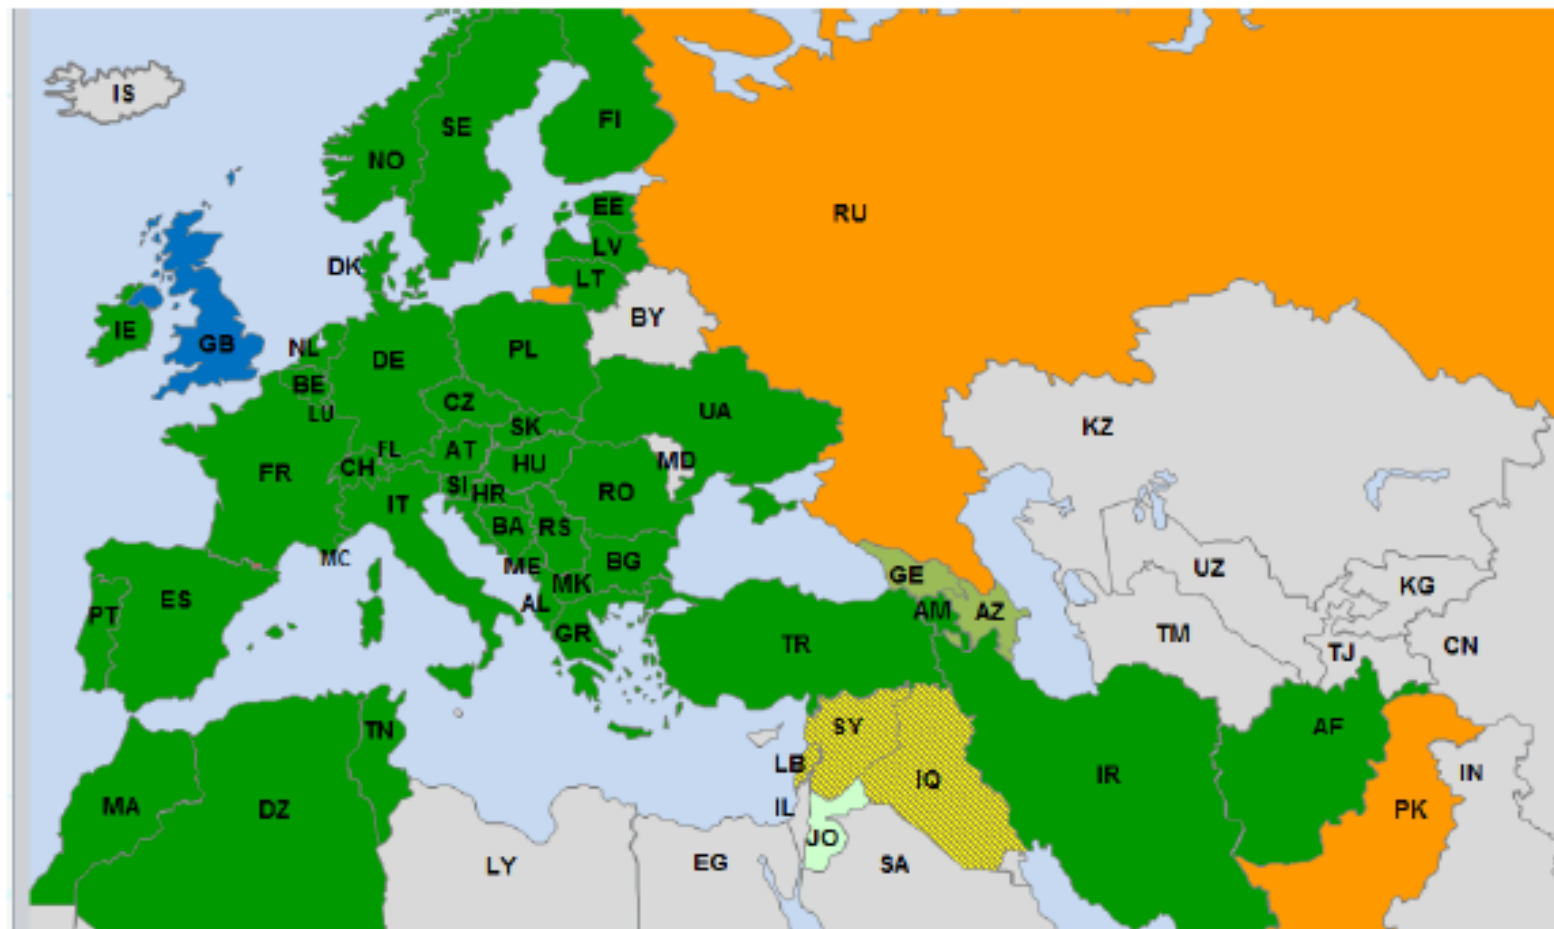 IS
SE
FI
NO
RU
EE
LV
DK
LT
BY
IE
GB
NL
DE
PL
BE
CZ
LU
UA
SK
KZ
FL
AT
MD
CH
HU
FR
SI
HR
RO
IT
BA
RS
MC
ME
BG
UZ
GE
MK
KG
ES
AL
PT
AM
AZ
GR
TR
TM
TJ
CN
TN
SY
AF
LB
IQ
IR
IN
MA
DZ
IL
PK
JO
LY
EG
SA